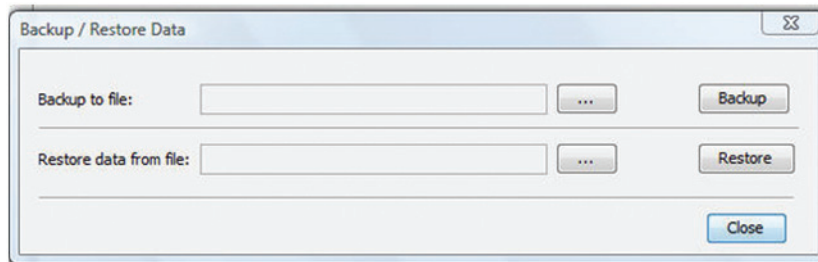 Backup / Restore Data
Backup to file: ... Backup
Restore data from file: ... Restore
Close